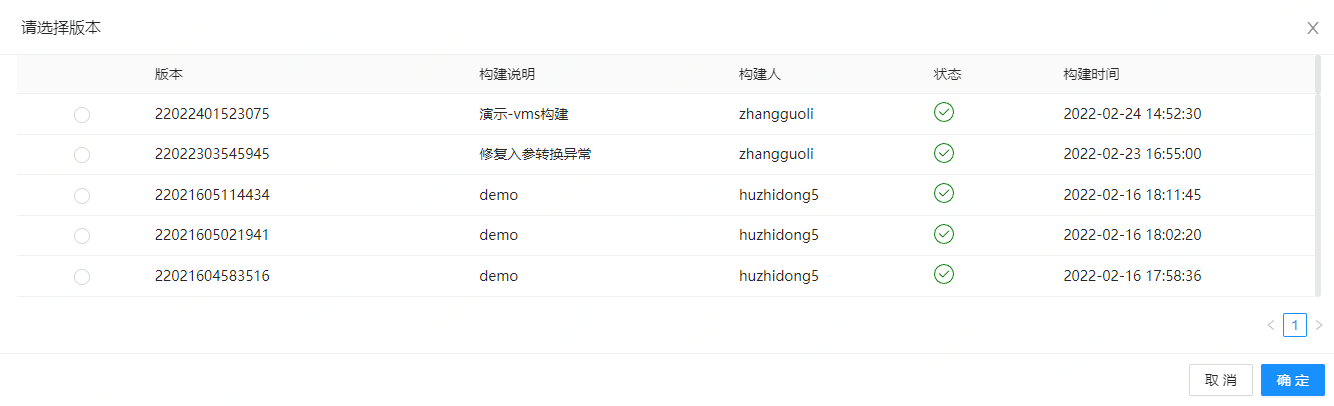 请选择版本
版本 构建说明 构建人 状态 构建时间
22022401523075 演示-vms构建 zhangguoli 2022-02-24 14:52:30
22022303545945 修复入参转换异常 zhangguoli 2022-02-23 16:55:00
22021605114434 demo huzhidong5 2022-02-16 18:11:45
22021605021941 demo huzhidong5 2022-02-16 18:02:20
22021604583516 demo huzhidong5 2022-02-16 17:58:36
1
取消 确定